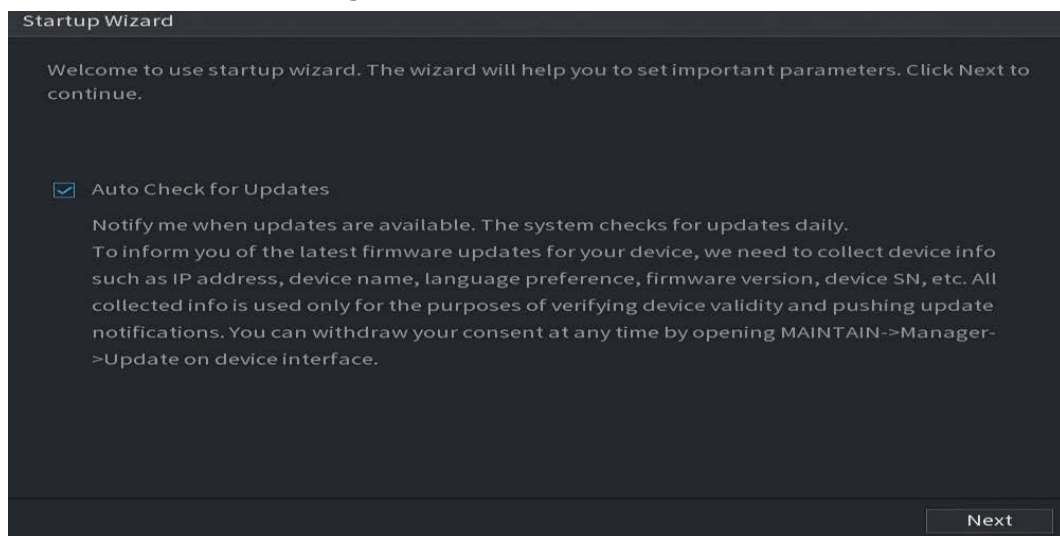 Startup Wizard
Welcome to use startup wizard. The wizard will help you to set important parameters. Click Next to
continue.
Auto Check for Updates
Notify me when updates are available. The system checks for updates daily.
To inform you of the latest firmware updates for your device, we need to collect device info
such as IP address, device name, language preference, firmware version, device SN, etc. All
collected info is used only for the purposes of verifying device validity and pushing update
notifications. You can withdraw your consent at any time by opening MAINTAIN->Manager-
>Update on device interface.
Next